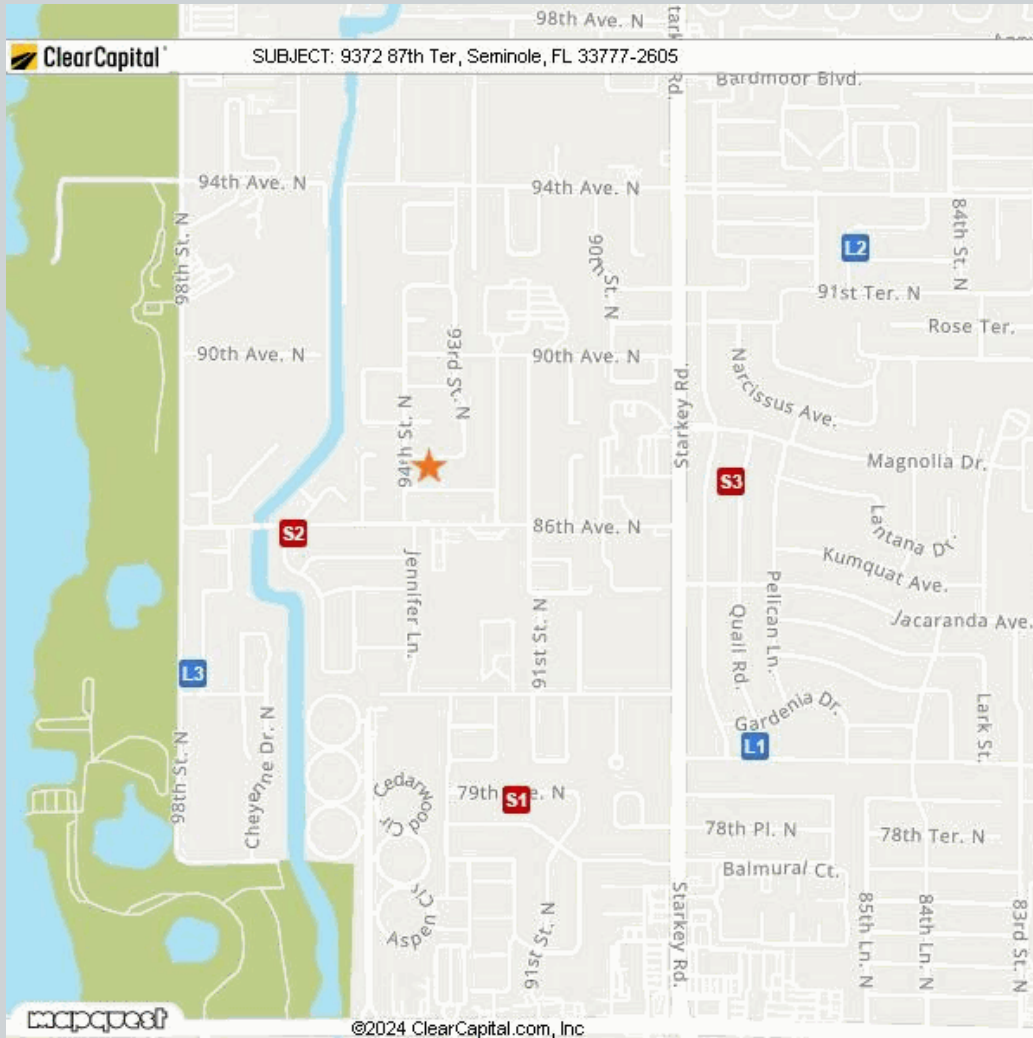 98th Ave. N
ClearCapital
SUBJECT: 9372 87th Ter, Seminole, FL 33777-2605
Bardmoor Blvd.
94th Ave. N
94th Ave. N
98th St. N
90th St. N
84th St. N
L2
91st Ter. N
Rose Ter.
93rd St. N
90th Ave. N
90th Ave. N
Narcissus Ave.
94th St. N
Starkey Rd.
Magnolia Dr.
S3
S2
86th Ave. N
Lantana Dr.
Kumquat Ave.
Jennifer Ln.
Pelican Ln.
91st St. N
Quail Rd.
Jacaranda Ave.
L3
Gardenia Dr.
Lark St.
L1
98th St. N
Cheyenne Dr. N
Cedarwood Cir
79th
S1
N
78th Pl. N
78th Ter. N
Balmural Ct.
Aspen Cir
91st St. N
Starkey Rd.
85th Ln. N
84th Ln. N
83rd St. N
mapquest
©2024 ClearCapital.com, Inc